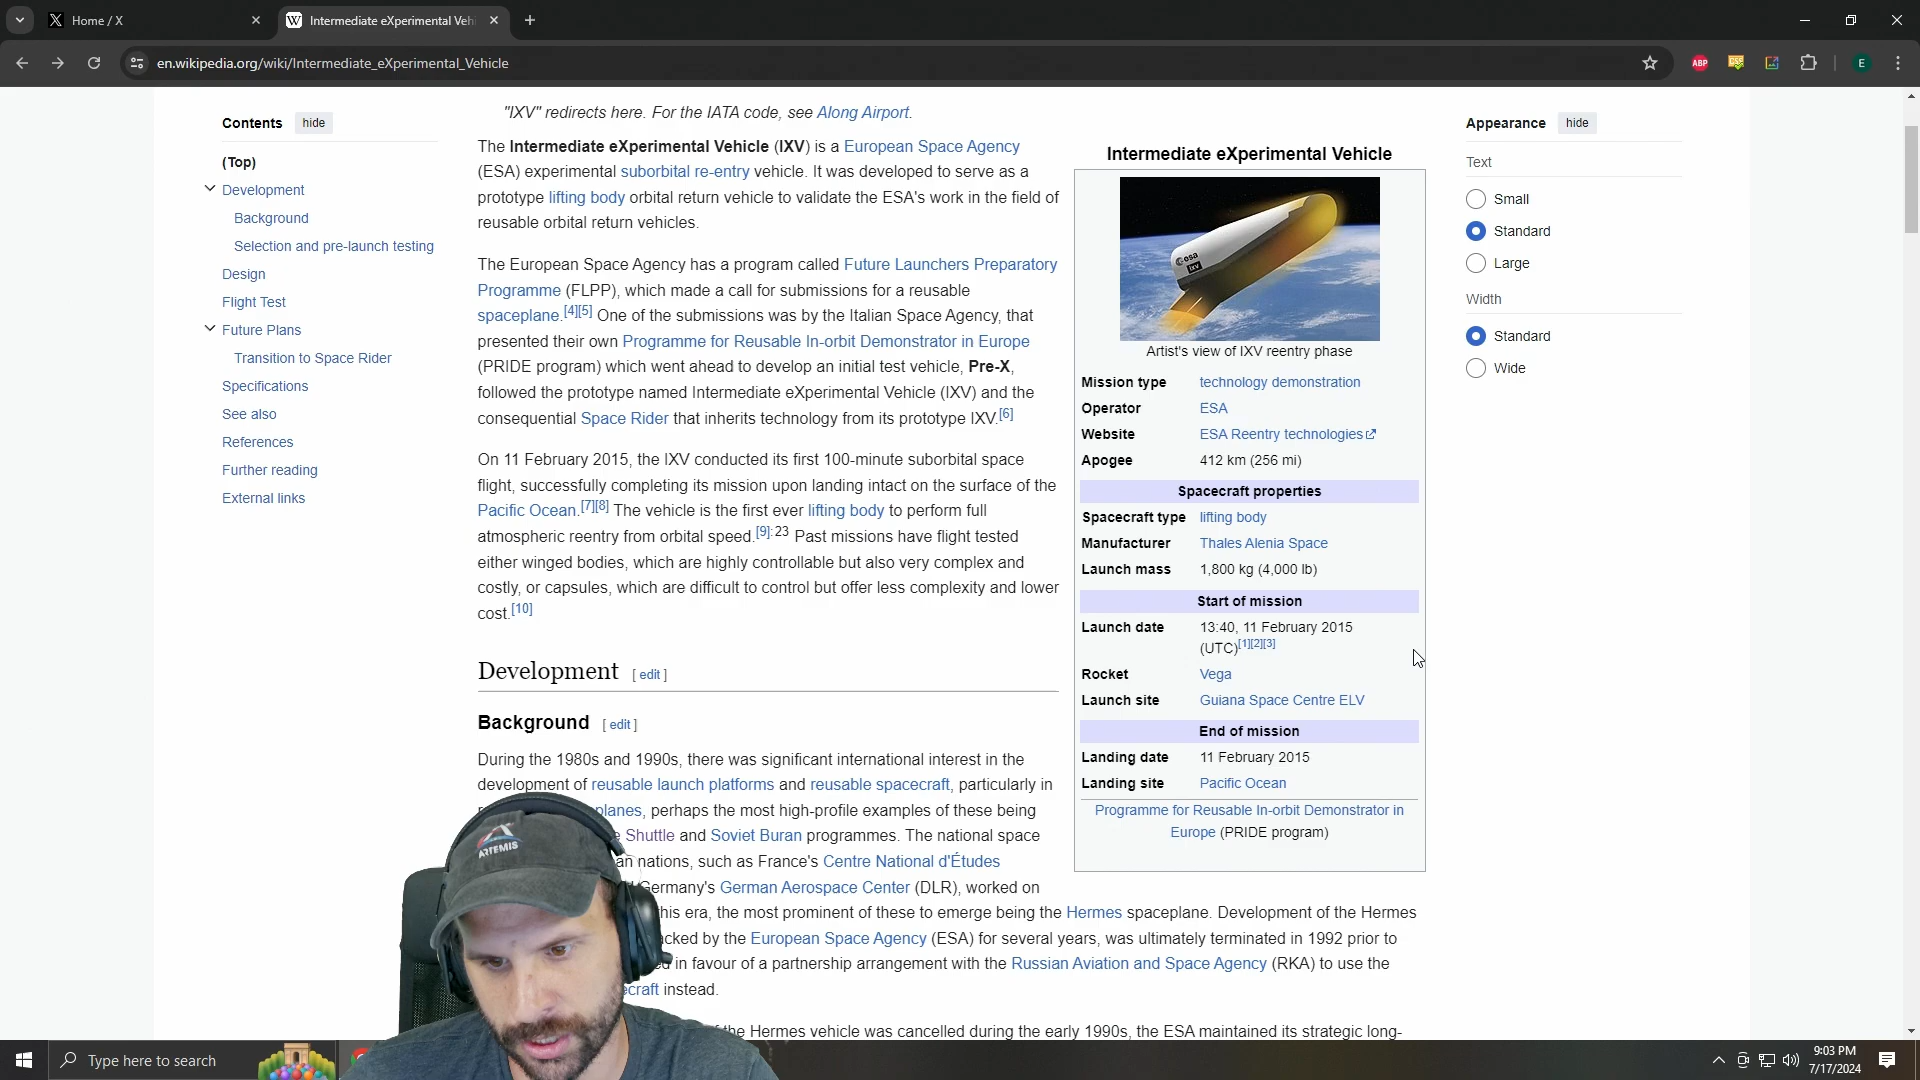 Home / X
Intermediate eXperimental Veh
en.wikipedia.org/wiki/Intermediate_eXperimental_Vehicle
ABP
E
Contents hide
(Top)
Development
Background
Selection and pre-launch testing
Design
Flight Test
Future Plans
Transition to Space Rider
Specifications
See also
References
Further reading
External links
"IXV" redirects here. For the IATA code, see Along Airport.
The Intermediate eXperimental Vehicle (IXV) is a European Space Agency
(ESA) experimental suborbital re-entry vehicle. It was developed to serve as a
prototype lifting body orbital return vehicle to validate the ESA's work in the field of
reusable orbital return vehicles.
The European Space Agency has a program called Future Launchers Preparatory
Programme (FLPP), which made a call for submissions for a reusable
spaceplane.[4][5] One of the submissions was by the Italian Space Agency, that
presented their own Programme for Reusable In-orbit Demonstrator in Europe
(PRIDE program) which went ahead to develop an initial test vehicle, Pre-X,
followed the prototype named Intermediate eXperimental Vehicle (IXV) and the
consequential Space Rider that inherits technology from its prototype IXV.[6]
On 11 February 2015, the IXV conducted its first 100-minute suborbital space
flight, successfully completing its mission upon landing intact on the surface of the
Pacific Ocean.[7][8] The vehicle is the first ever lifting body to perform full
atmospheric reentry from orbital speed.[9]:23 Past missions have flight tested
either winged bodies, which are highly controllable but also very complex and
costly, or capsules, which are difficult to control but offer less complexity and lower
cost.[10]
Development [ edit ]
Background [ edit ]
During the 1980s and 1990s, there was significant international interest in the
development of reusable launch platforms and reusable spacecraft, particularly in
planes, perhaps the most high-profile examples of these being
Shuttle and Soviet Buran programmes. The national space
nations, such as France's Centre National d'Études
Germany's German Aerospace Center (DLR), worked on
this era, the most prominent of these to emerge being the Hermes spaceplane. Development of the Hermes
by the European Space Agency (ESA) for several years, was ultimately terminated in 1992 prior to
in favour of a partnership arrangement with the Russian Aviation and Space Agency (RKA) to use the
instead.
the Hermes vehicle was cancelled during the early 1990s, the ESA maintained its strategic long-
Intermediate eXperimental Vehicle
esa
IXV
Artist's view of IXV reentry phase
Mission type technology demonstration
Operator ESA
Website ESA Reentry technologies
Apogee 412 km (256 mi)
Spacecraft properties
Spacecraft type lifting body
Manufacturer Thales Alenia Space
Launch mass 1,800 kg (4,000 lb)
Start of mission
Launch date 13:40, 11 February 2015
(UTC)[1][2][3]
Rocket Vega
Launch site Guiana Space Centre ELV
End of mission
Landing date 11 February 2015
Landing site Pacific Ocean
Programme for Reusable In-orbit Demonstrator in
Europe (PRIDE program)
Appearance hide
Text
Small
Standard
Large
Width
Standard
Wide
ARTEMIS
Type here to search
9:03 PM
7/17/2024